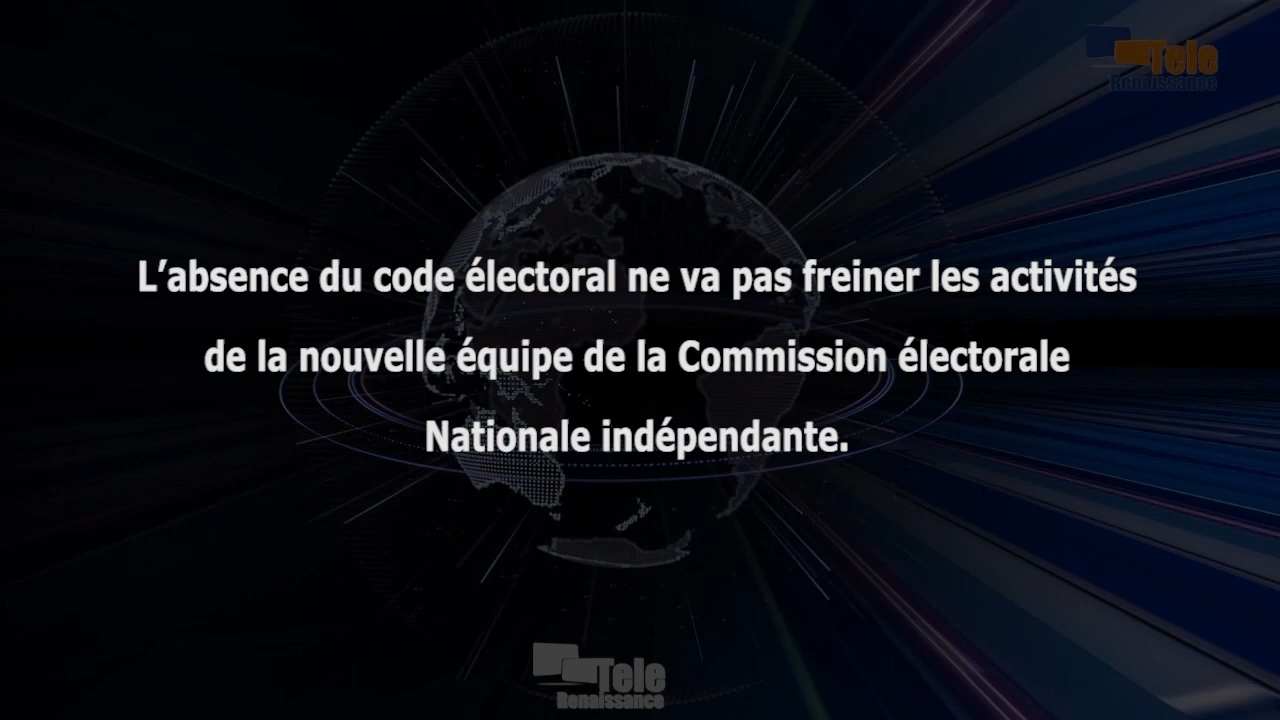 Tele
Renaissance
L’absence du code électoral ne va pas freiner les activités
de la nouvelle équipe de la Commission électorale
Nationale indépendante.
Tele
Renaissance